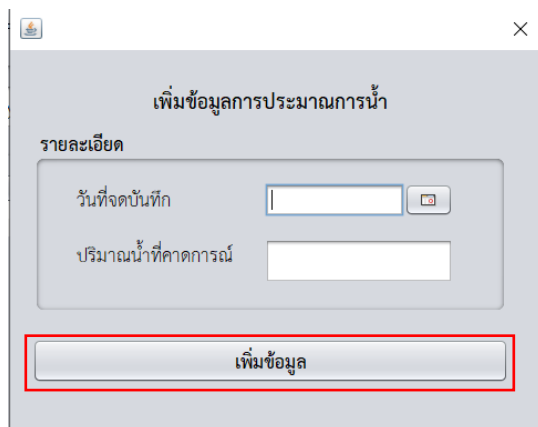 เพิ่มข้อมูลการประมาณการน้ำ
รายละเอียด
วันที่จดบันทึก
ปริมาณน้ำที่คาดการณ์
เพิ่มข้อมูล